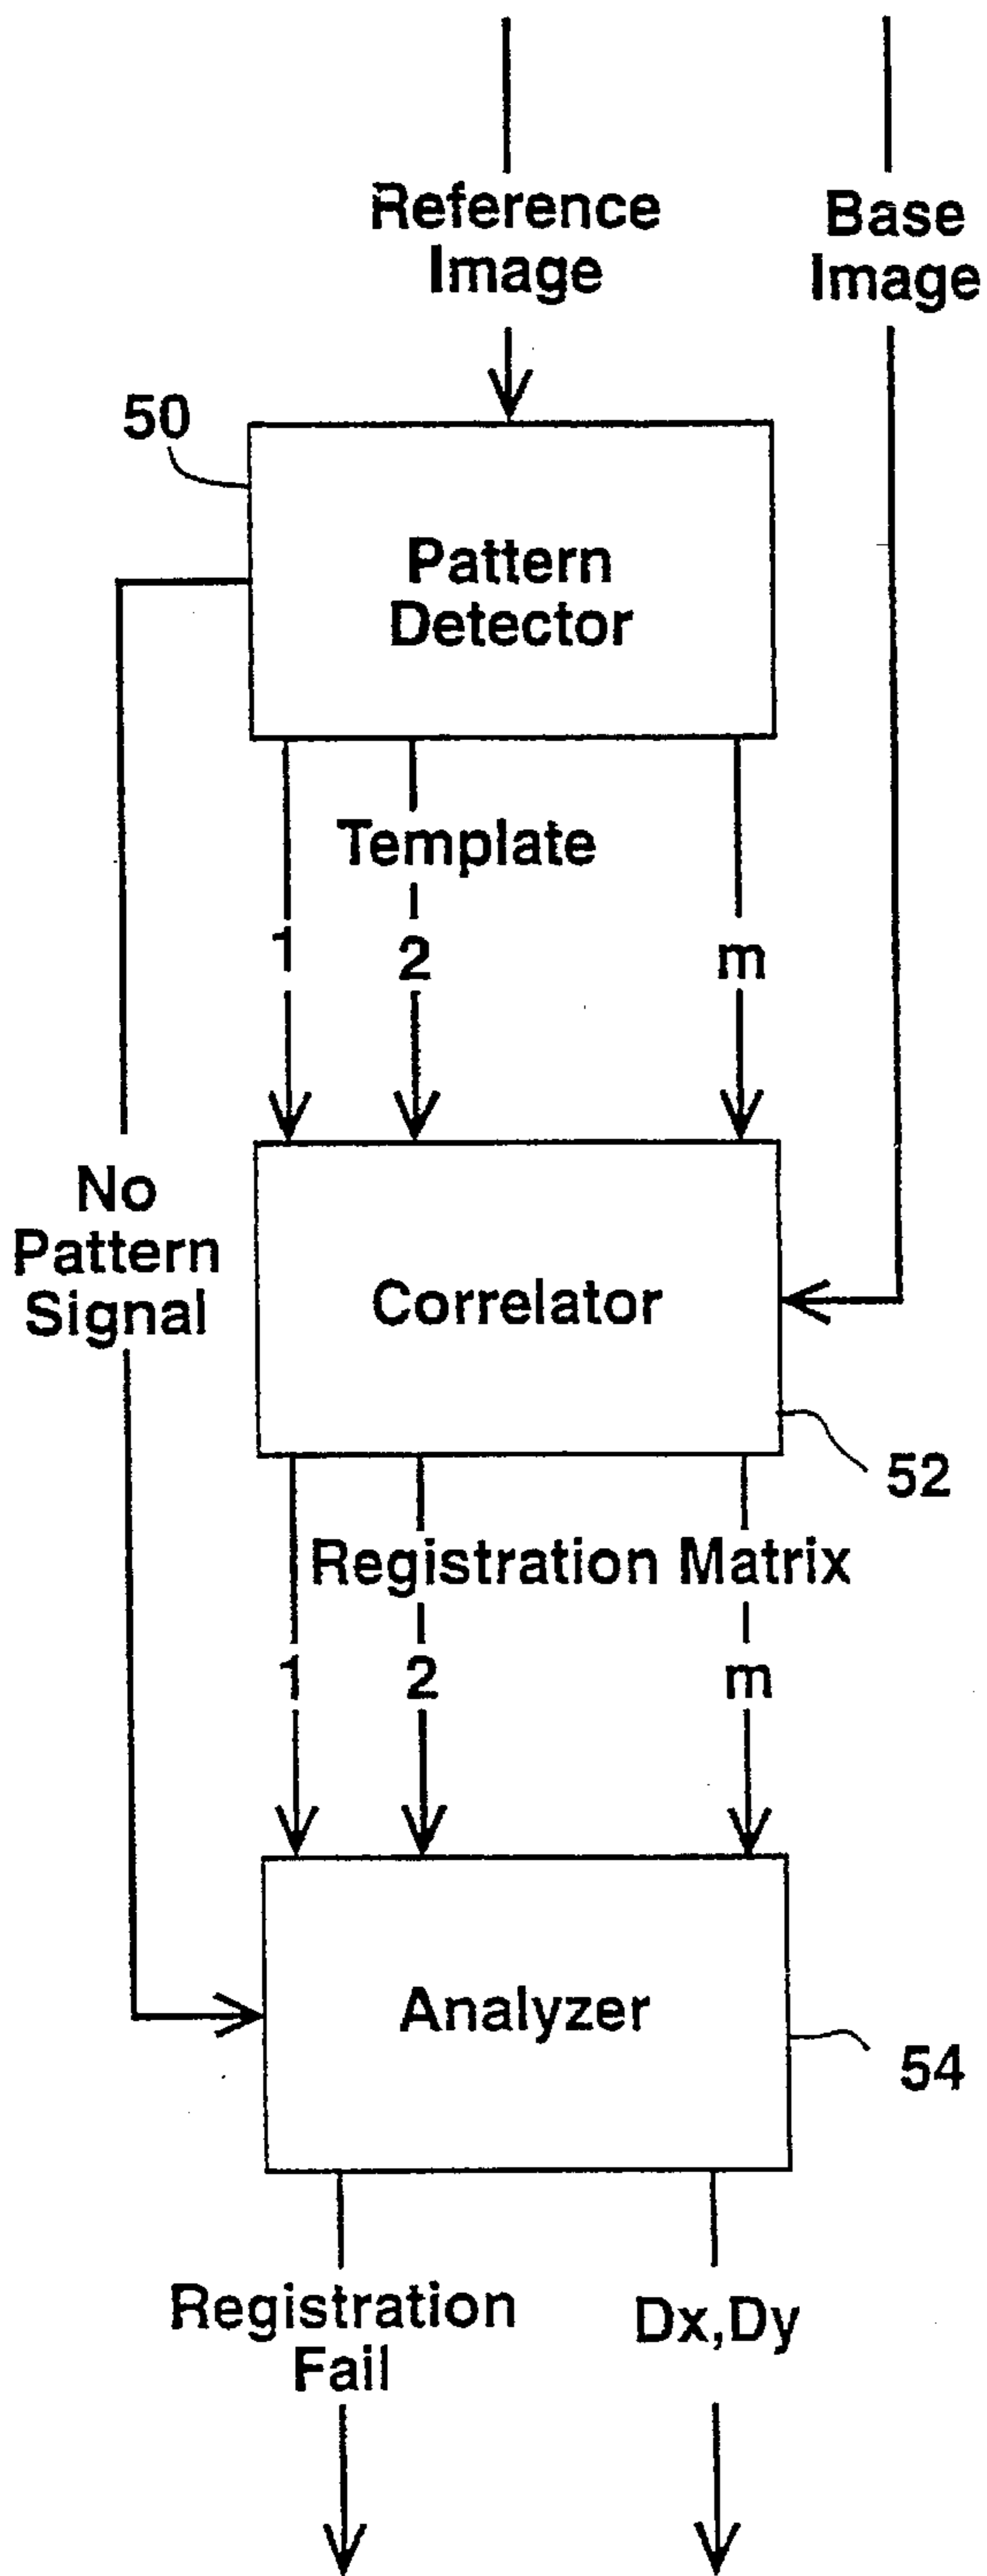 Reference
Image
Base
Image
50
Pattern
Detector
Template
1
2
m
No
Pattern
Signal
Correlator
52
Registration Matrix
1
2
m
Analyzer
54
Registration
Fail
Dx,Dy